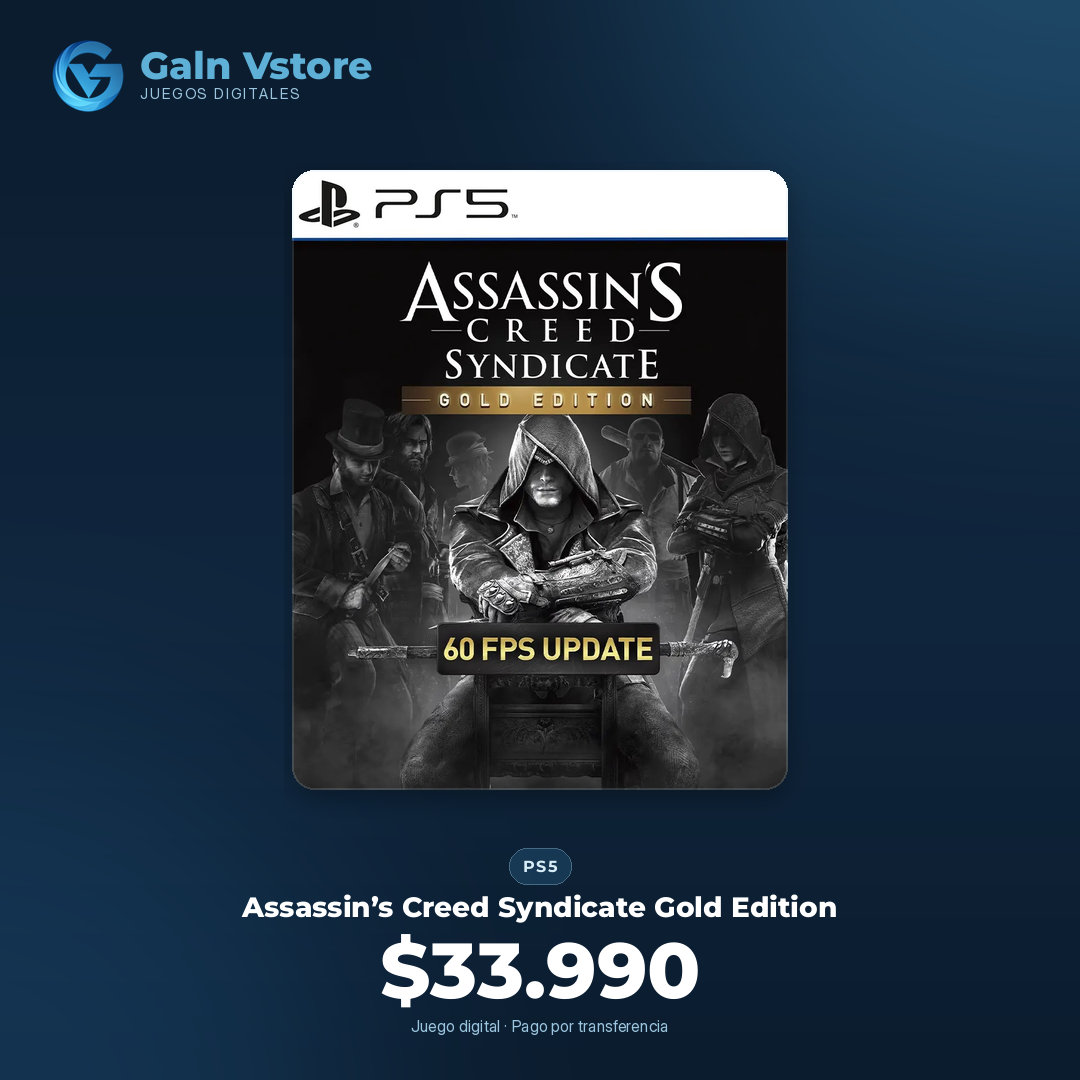 GaIn Vstore
JUEGOS DIGITALES
PS5
ASSASSIN'S
CREED
SYNDICATE
GOLD EDITION
60 FPS UPDATE
PS5
Assassin’s Creed Syndicate Gold Edition
$33.990
Juego digital · Pago por transferencia